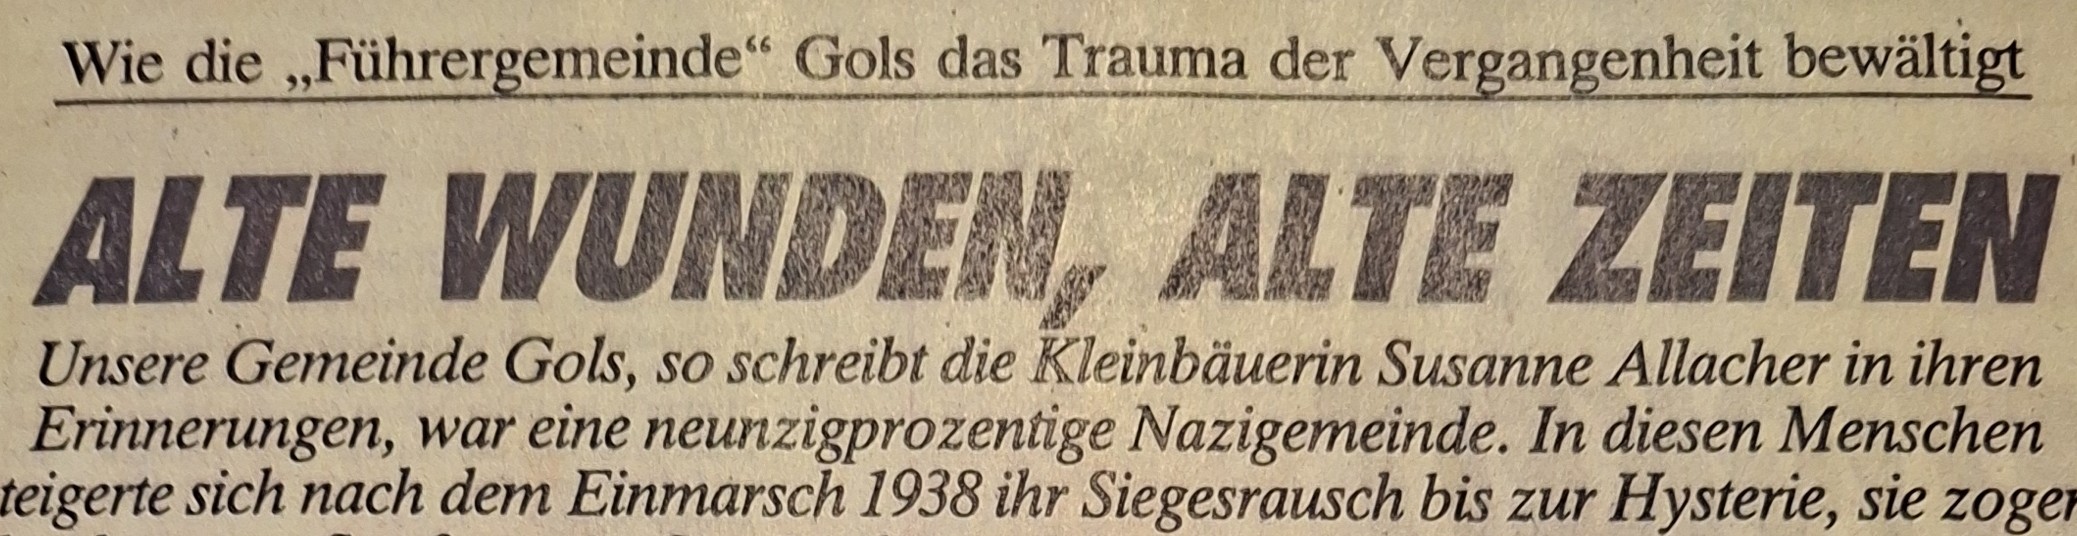 Wie die „Führergemeinde“ Gols das Trauma der Vergangenheit bewältigt
ALTE WUNDEN, ALTE ZEITEN
Unsere Gemeinde Gols, so schreibt die Kleinbäuerin Susanne Allacher in ihren
Erinnerungen, war eine neunzigprozentige Nazigemeinde. In diesen Menschen
teigerte sich nach dem Einmarsch 1938 ihr Siegesrausch bis zur Hysterie, sie zogen